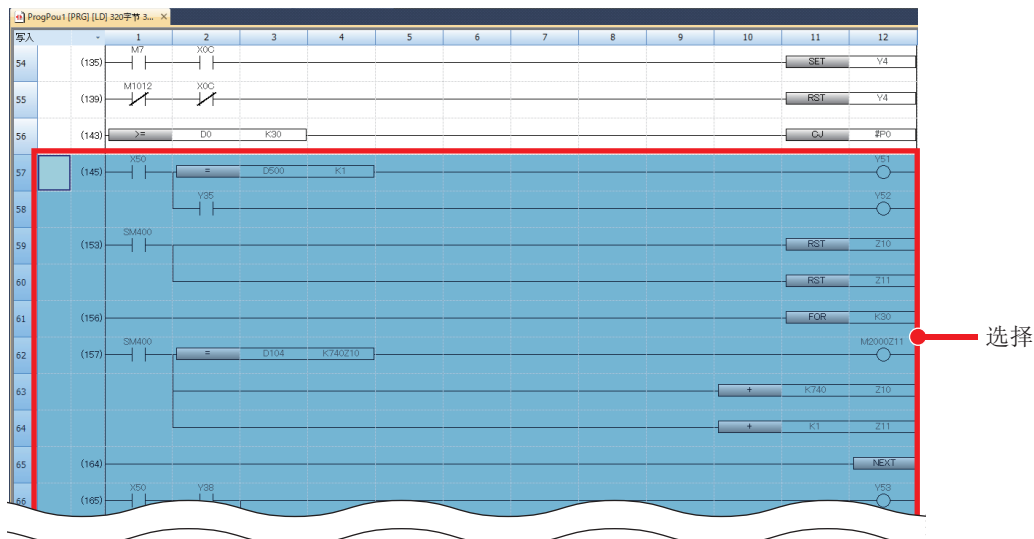 ProgPou1 [PRG] [LD] 320字节 3... ×
写入 1 2 3 4 5 6 7 8 9 10 11 12
M7 X0C
54 (135) SET Y4
M1012 X0C
55 (139) RST Y4
56 (143) >= D0 K30 CJ #P0
X50 Y51
57 (145) = D500 K1
Y35 Y52
58
SM400
59 (153) RST Z10
60 RST Z11
61 (156) FOR K30
SM400 M2000Z11
62 (157) = D104 K740Z10
选择
63 + K740 Z10
64 + K1 Z11
65 (164) NEXT
X50 Y38 Y53
66 (165)